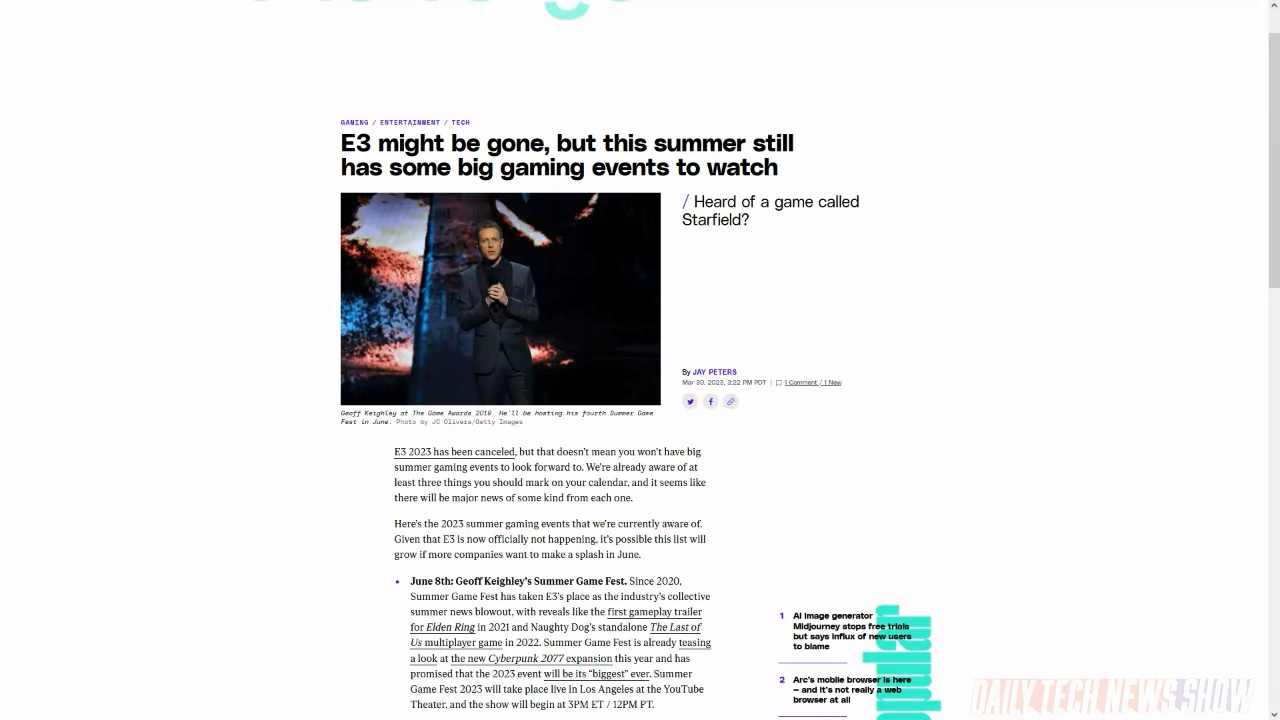 GAMING / ENTERTAINMENT / TECH
E3 might be gone, but this summer still
has some big gaming events to watch
/ Heard of a game called
Starfield?
By JAY PETERS
Mar 30, 2023, 3:22 PM PDT | 1 Comment / 1 New
Geoff Keighley at The Game Awards 2019. He'll be hosting his fourth Summer Game
Fest in June. Photo by JC Olivera/Getty Images
E3 2023 has been canceled, but that doesn’t mean you won’t have big
summer gaming events to look forward to. We’re already aware of at
least three things you should mark on your calendar, and it seems like
there will be major news of some kind from each one.
Here’s the 2023 summer gaming events that we’re currently aware of.
Given that E3 is now officially not happening, it’s possible this list will
grow if more companies want to make a splash in June.
• June 8th: Geoff Keighley’s Summer Game Fest. Since 2020,
Summer Game Fest has taken E3’s place as the industry’s collective
summer news blowout, with reveals like the first gameplay trailer
for Elden Ring in 2021 and Naughty Dog’s standalone The Last of
Us multiplayer game in 2022. Summer Game Fest is already teasing
a look at the new Cyberpunk 2077 expansion this year and has
promised that the 2023 event will be its “biggest” ever. Summer
Game Fest 2023 will take place live in Los Angeles at the YouTube
Theater, and the show will begin at 3PM ET / 12PM PT.
1 AI image generator
Midjourney stops free trials
but says influx of new users
to blame
2 Arc’s mobile browser is here
— and it’s not really a web
browser at all
DAILY TECH NEWS SHOW